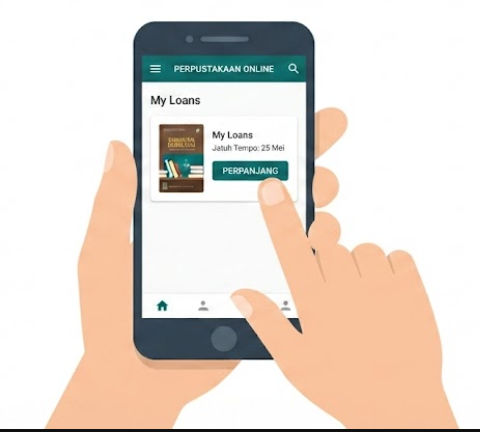 PERPUSTAKAAN ONLINE
My Loans
My Loans
Jatuh Tempo: 25 Mei
PERPANJANG